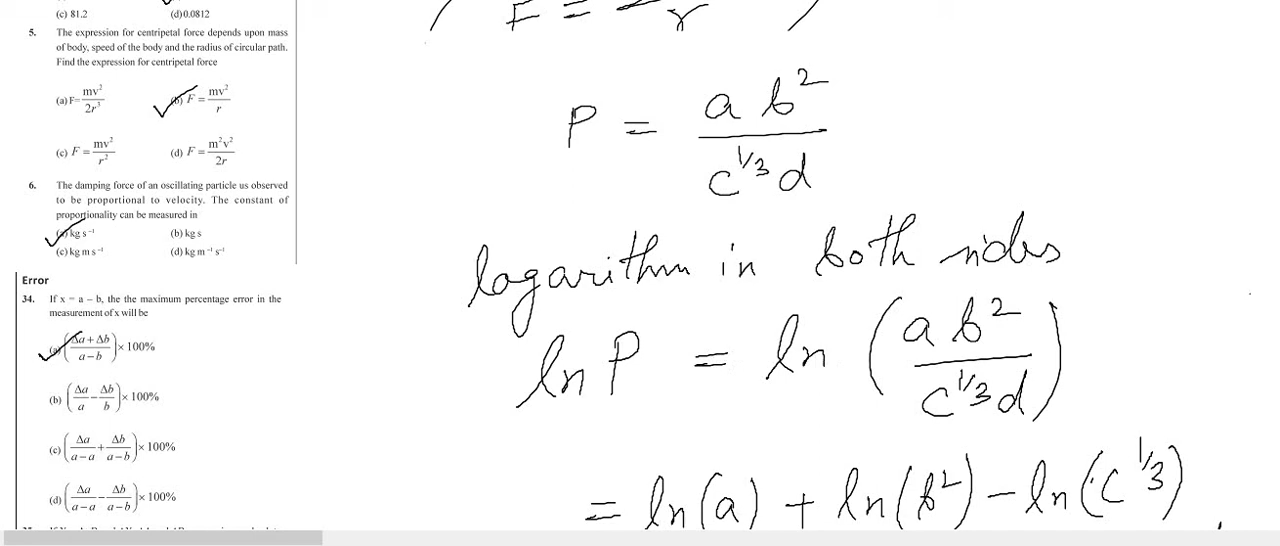 (c) 81.2 (d) 0.0812
5. The expression for centripetal force depends upon mass
of body, speed of the body and the radius of circular path.
Find the expression for centripetal force
(a) F= mv²/2r³ (b) F = mv²/r
(c) F = mv²/r² (d) F = m²v²/2r
6. The damping force of an oscillating particle us observed
to be proportional to velocity. The constant of
proportionality can be measured in
(a) kg s⁻¹ (b) kg s
(c) kg m s⁻¹ (d) kg m⁻¹ s⁻¹
Error
34. If x = a – b, the the maximum percentage error in the
measurement of x will be
(a) (Δa + Δb / a – b) × 100%
(b) (Δa/a – Δb/b) × 100%
(c) (Δa/a – a + Δb/a – b) × 100%
(d) (Δa/a – a – Δb/a – b) × 100%
F = r
P = ab²/c^1/3 d
logarithm in both sides
ln P = ln (ab²/c^1/3 d)
= ln(a) + ln(b²) – ln(c^1/3)